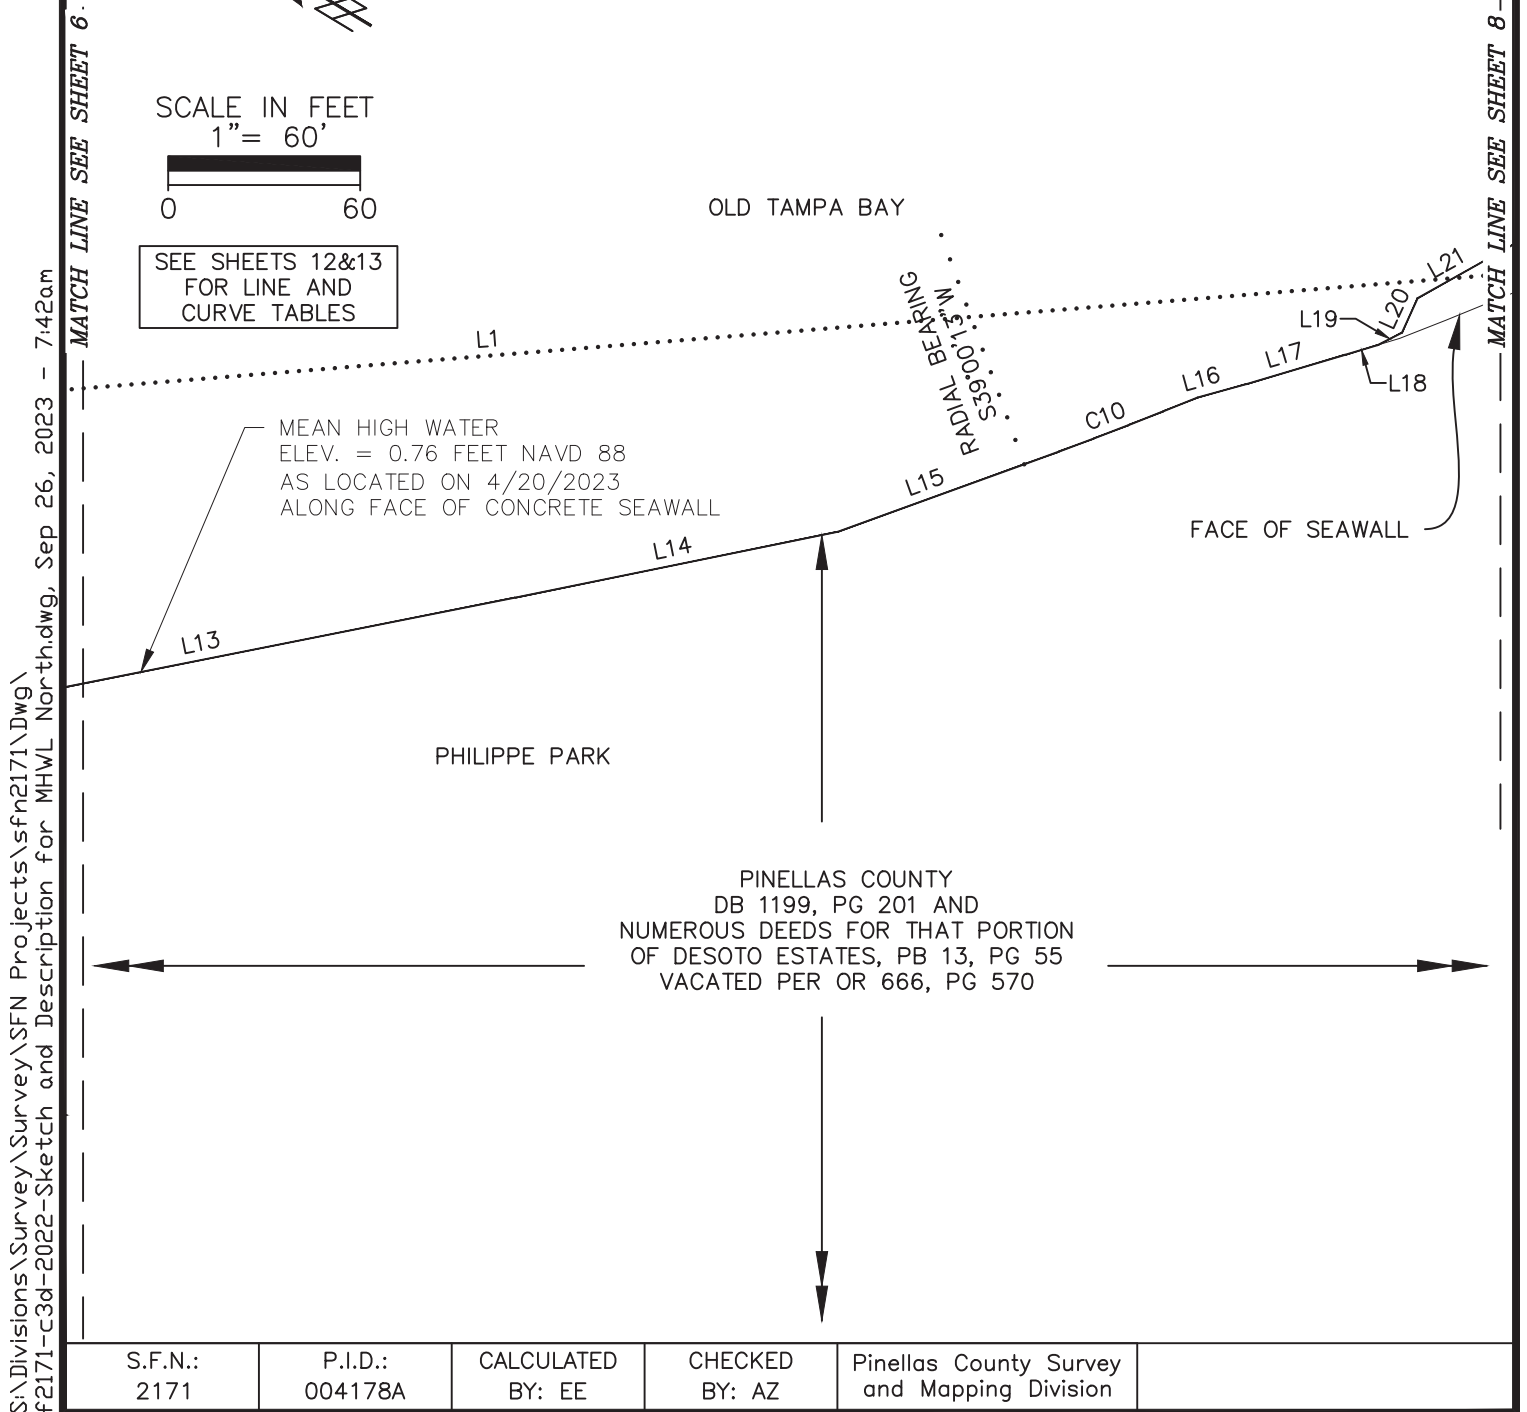 MATCH LINE SEE SHEET 6
MATCH LINE SEE SHEET 8
SCALE IN FEET
1"= 60'
0 60
SEE SHEETS 12&13
FOR LINE AND
CURVE TABLES
OLD TAMPA BAY
RADIAL BEARING
S39°00'13"W
L1
L21
L20
L19
L18
L17
L16
C10
L15
L14
L13
MEAN HIGH WATER
ELEV. = 0.76 FEET NAVD 88
AS LOCATED ON 4/20/2023
ALONG FACE OF CONCRETE SEAWALL
FACE OF SEAWALL
PHILIPPE PARK
PINELLAS COUNTY
DB 1199, PG 201 AND
NUMEROUS DEEDS FOR THAT PORTION
OF DESOTO ESTATES, PB 13, PG 55
VACATED PER OR 666, PG 570
S:\Divisions\Survey\Survey\SFN Projects\sfn2171\Dwg\
f2171-c3d-2022-Sketch and Description for MHWL North.dwg, Sep 26, 2023 - 7:42am
S.F.N.:
2171
P.I.D.:
004178A
CALCULATED
BY: EE
CHECKED
BY: AZ
Pinellas County Survey
and Mapping Division